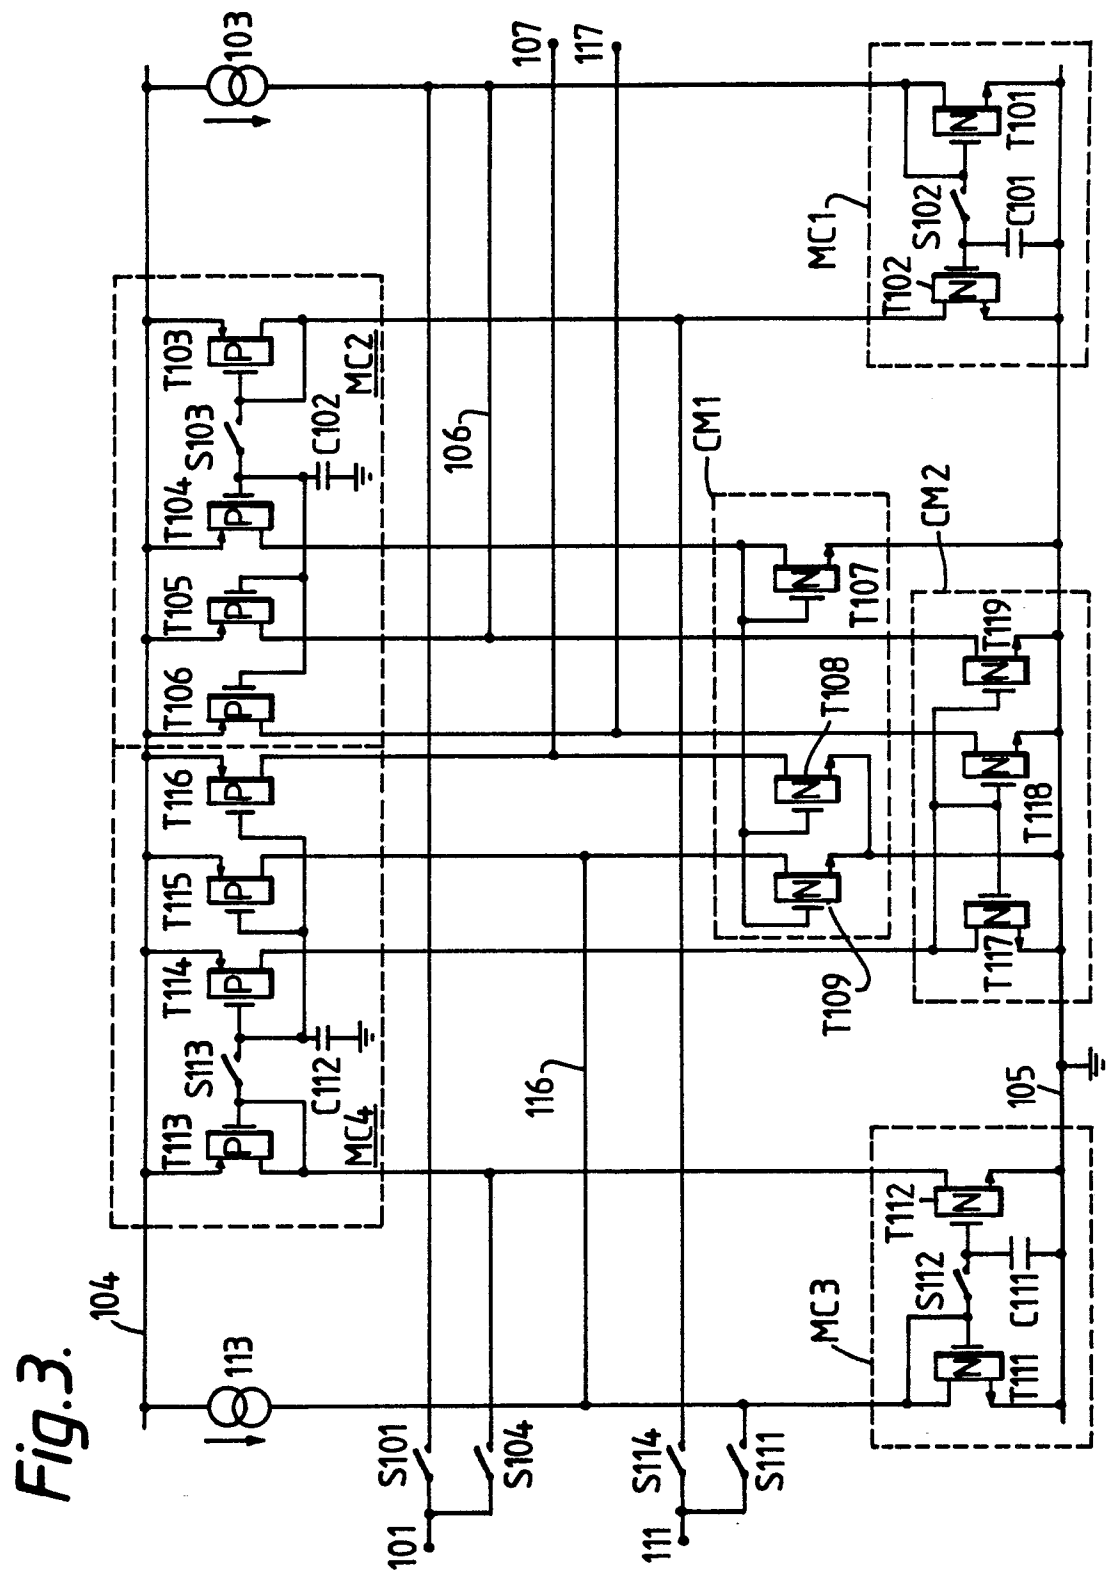 Fig.3.
104
113
103
T113
S113
T114
T115
T116
T106
T105
T104
S103
T103
MC4
C112
C102
MC2
101
S101
S104
106
107
117
116
111
S114
S111
CM1
T109
T108
T107
CM2
MC3
T111
S112
T112
C111
105
T117
T118
T119
MC1
T102
S102
C101
T101
P
P
P
P
P
P
P
P
N
N
N
N
N
N
N
N
N
N